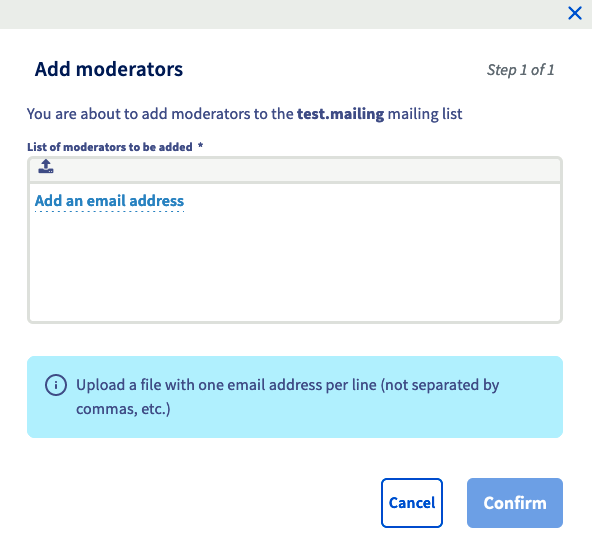 Add moderators
Step 1 of 1
You are about to add moderators to the test.mailing mailing list
List of moderators to be added *
Add an email address
Upload a file with one email address per line (not separated by
commas, etc.)
Cancel
Confirm